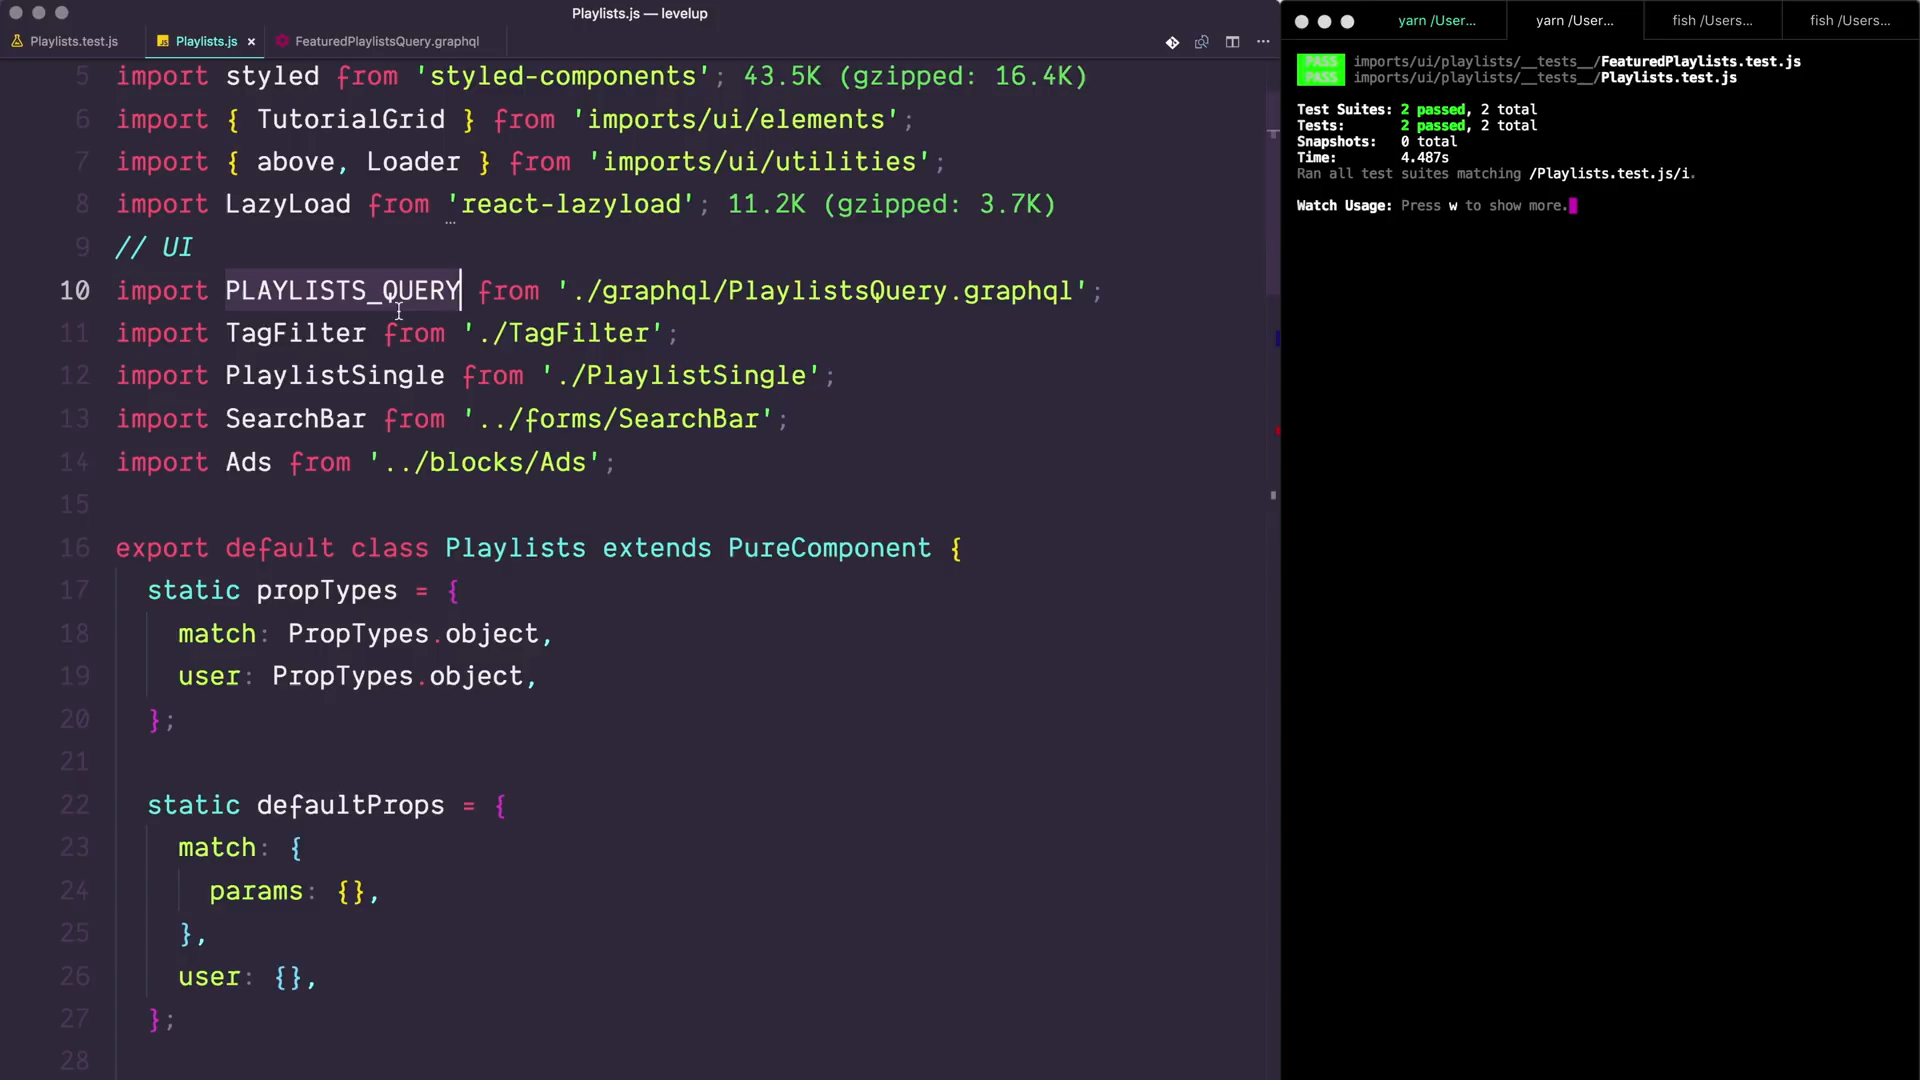 Playlists.js — levelup
Playlists.test.js
JS Playlists.js ×
FeaturedPlaylistsQuery.graphql
5 import styled from 'styled-components'; 43.5K (gzipped: 16.4K)
6 import { TutorialGrid } from 'imports/ui/elements';
7 import { above, Loader } from 'imports/ui/utilities';
8 import LazyLoad from 'react-lazyload'; 11.2K (gzipped: 3.7K)
9 // UI
10 import PLAYLISTS_QUERY from './graphql/PlaylistsQuery.graphql';
11 import TagFilter from './TagFilter';
12 import PlaylistSingle from './PlaylistSingle';
13 import SearchBar from '../forms/SearchBar';
14 import Ads from '../blocks/Ads';
15
16 export default class Playlists extends PureComponent {
17 static propTypes = {
18 match: PropTypes.object,
19 user: PropTypes.object,
20 };
21
22 static defaultProps = {
23 match: {
24 params: {},
25 },
26 user: {},
27 };
28
yarn /User...
yarn /User...
fish /Users...
fish /Users...
PASS imports/ui/playlists/__tests__/FeaturedPlaylists.test.js
PASS imports/ui/playlists/__tests__/Playlists.test.js
Test Suites: 2 passed, 2 total
Tests: 2 passed, 2 total
Snapshots: 0 total
Time: 4.487s
Ran all test suites matching /Playlists.test.js/i.
Watch Usage: Press w to show more.